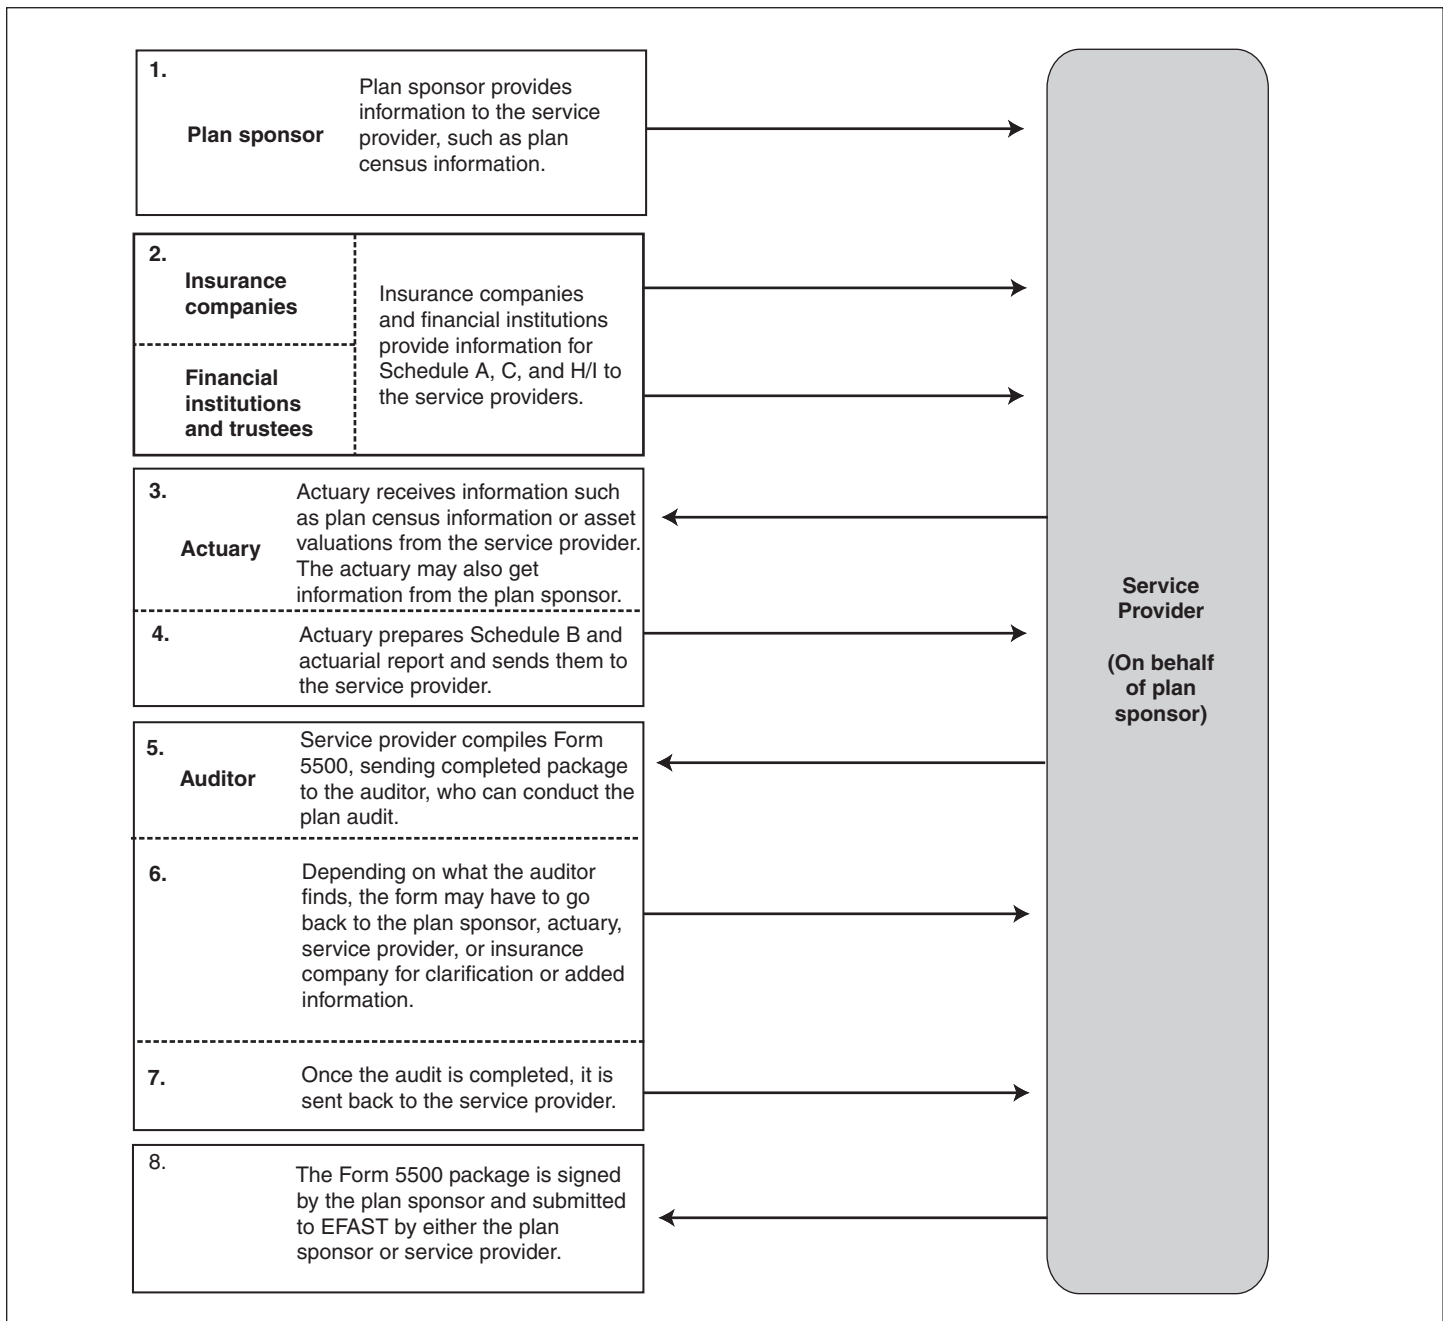 1.
Plan sponsor
Plan sponsor provides
information to the service
provider, such as plan
census information.
2.
Insurance
companies
Financial
institutions
and trustees
Insurance companies
and financial institutions
provide information for
Schedule A, C, and H/I to
the service providers.
3.
Actuary
Actuary receives information such
as plan census information or asset
valuations from the service provider.
The actuary may also get
information from the plan sponsor.
4.
Actuary prepares Schedule B and
actuarial report and sends them to
the service provider.
5.
Auditor
Service provider compiles Form
5500, sending completed package
to the auditor, who can conduct the
plan audit.
6.
Depending on what the auditor
finds, the form may have to go
back to the plan sponsor, actuary,
service provider, or insurance
company for clarification or added
information.
7.
Once the audit is completed, it is
sent back to the service provider.
8.
The Form 5500 package is signed
by the plan sponsor and submitted
to EFAST by either the plan
sponsor or service provider.
Service
Provider
(On behalf
of plan
sponsor)